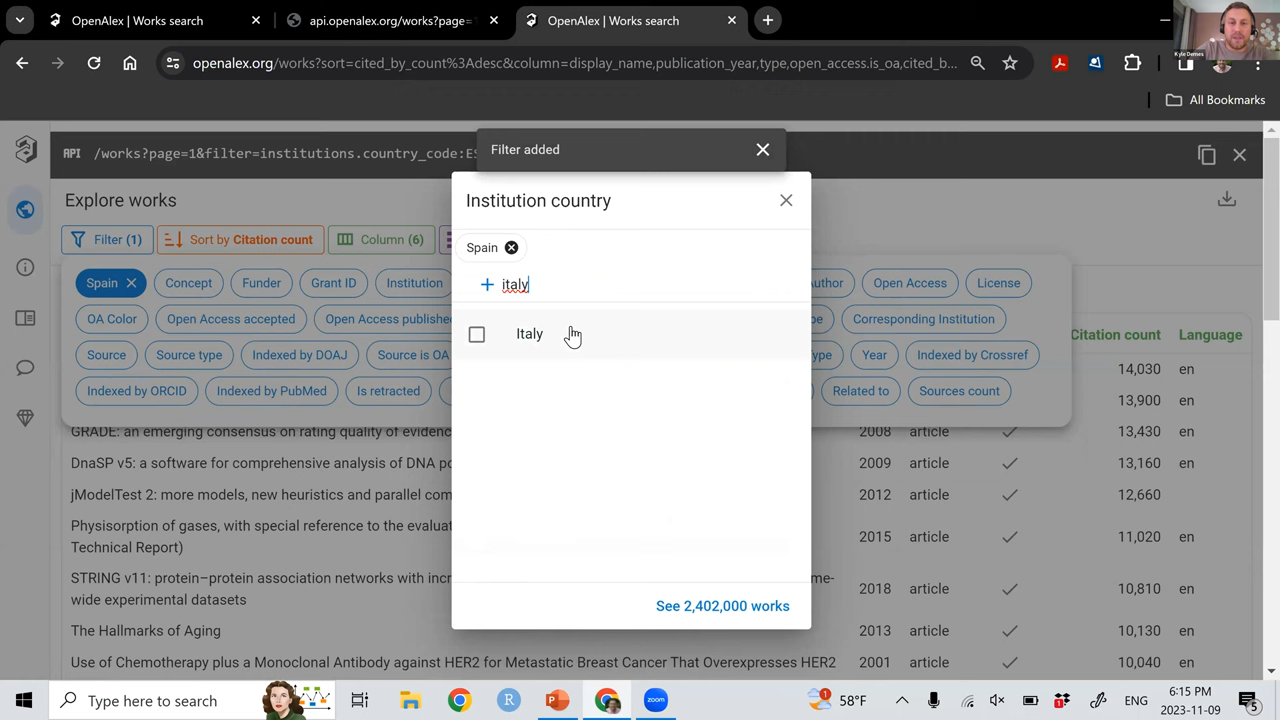 OpenAlex | Works search
api.openalex.org/works?page=
OpenAlex | Works search
openalex.org/works?sort=cited_by_count%3Adesc&column=display_name,publication_year,type,open_access.is_oa,cited_b...
Kyle Demes
All Bookmarks
API /works?page=1&filter=institutions.country_code:ES
Filter added
Explore works
Institution country
Filter (1)
Sort by Citation count
Column (6)
Spain
Spain
Concept
Funder
Grant ID
Institution
italy
Open Access
License
OA Color
Open Access accepted
Corresponding Institution
Italy
Citation count
Language
Source
Source type
Indexed by DOAJ
Year
Indexed by Crossref
14,030 en
Indexed by ORCID
Indexed by PubMed
Is retracted
Related to
Sources count
13,900 en
GRADE: an emerging consensus on rating quality of
2008 article 13,430 en
DnaSP v5: a software for comprehensive analysis of DNA
2009 article 13,160 en
jModelTest 2: more models, new heuristics and parallel
2012 article 12,660
Physisorption of gases, with special reference to the
Technical Report)
2015 article 11,020 en
STRING v11: protein–protein association networks with
wide experimental datasets
2018 article 10,810 en
See 2,402,000 works
The Hallmarks of Aging
2013 article 10,130 en
Use of Chemotherapy plus a Monoclonal Antibody against HER2 for Metastatic Breast Cancer That Overexpresses HER2
2001 article 10,040 en
Type here to search
R
zoom
1
58°F
ENG
6:15 PM
2023-11-09
5